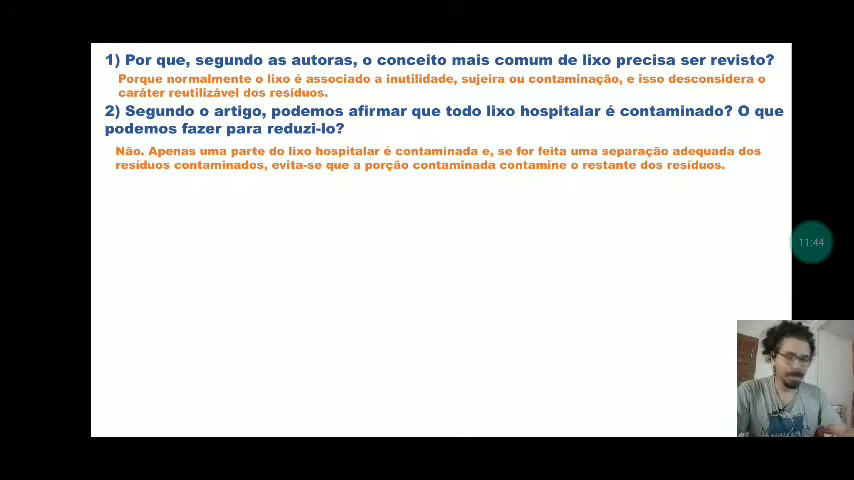 1) Por que, segundo as autoras, o conceito mais comum de lixo precisa ser revisto?
Porque normalmente o lixo é associado a inutilidade, sujeira ou contaminação, e isso desconsidera o
caráter reutilizável dos resíduos.
2) Segundo o artigo, podemos afirmar que todo lixo hospitalar é contaminado? O que
podemos fazer para reduzi-lo?
Não. Apenas uma parte do lixo hospitalar é contaminada e, se for feita uma separação adequada dos
resíduos contaminados, evita-se que a porção contaminada contamine o restante dos resíduos.
11:44